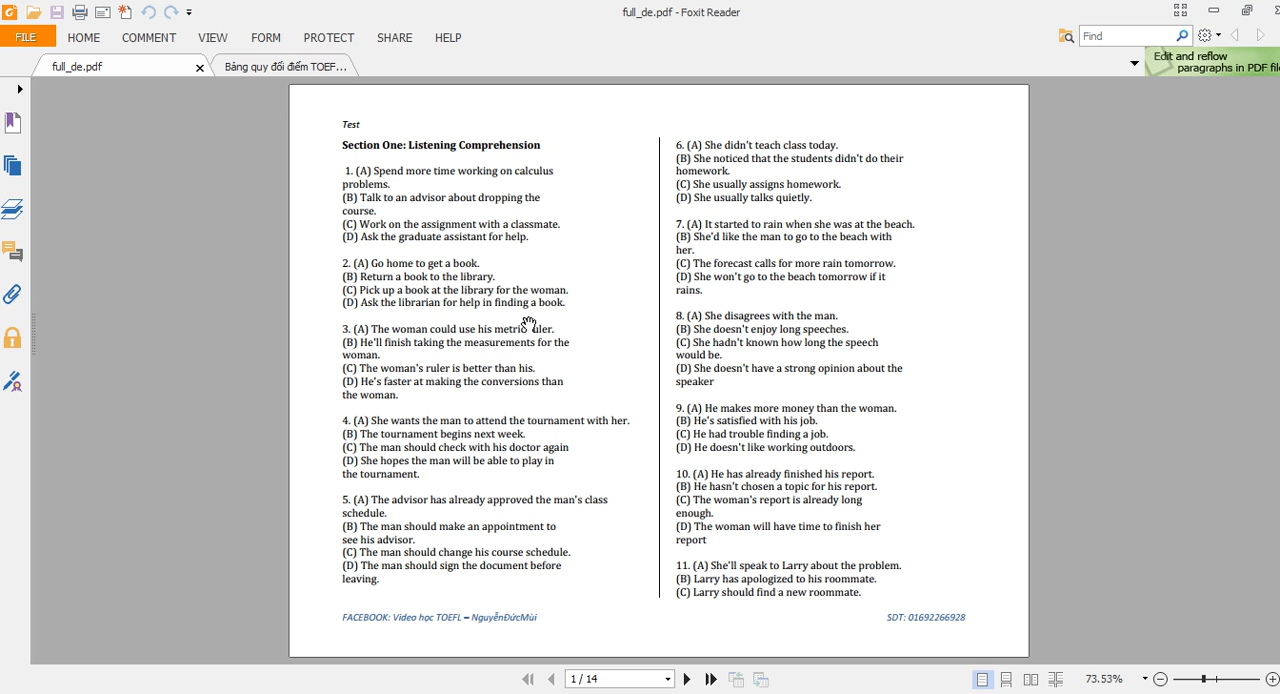 full_de.pdf - Foxit Reader
FILE HOME COMMENT VIEW FORM PROTECT SHARE HELP
Find
full_de.pdf
Bảng quy đổi điểm TOEF...
Edit and reflow
paragraphs in PDF
Test
Section One: Listening Comprehension
1. (A) Spend more time working on calculus
problems.
(B) Talk to an advisor about dropping the
course.
(C) Work on the assignment with a classmate.
(D) Ask the graduate assistant for help.
2. (A) Go home to get a book.
(B) Return a book to the library.
(C) Pick up a book at the library for the woman.
(D) Ask the librarian for help in finding a book.
3. (A) The woman could use his metric ruler.
(B) He'll finish taking the measurements for the
woman.
(C) The woman's ruler is better than his.
(D) He's faster at making the conversions than
the woman.
4. (A) She wants the man to attend the tournament with her.
(B) The tournament begins next week.
(C) The man should check with his doctor again
(D) She hopes the man will be able to play in
the tournament.
5. (A) The advisor has already approved the man's class
schedule.
(B) The man should make an appointment to
see his advisor.
(C) The man should change his course schedule.
(D) The man should sign the document before
leaving.
6. (A) She didn't teach class today.
(B) She noticed that the students didn't do their
homework.
(C) She usually assigns homework.
(D) She usually talks quietly.
7. (A) It started to rain when she was at the beach.
(B) She'd like the man to go to the beach with
her.
(C) The forecast calls for more rain tomorrow.
(D) She won't go to the beach tomorrow if it
rains.
8. (A) She disagrees with the man.
(B) She doesn't enjoy long speeches.
(C) She hadn't known how long the speech
would be.
(D) She doesn't have a strong opinion about the
speaker
9. (A) He makes more money than the woman.
(B) He's satisfied with his job.
(C) He had trouble finding a job.
(D) He doesn't like working outdoors.
10. (A) He has already finished his report.
(B) He hasn't chosen a topic for his report.
(C) The woman's report is already long
enough.
(D) The woman will have time to finish her
report
11. (A) She'll speak to Larry about the problem.
(B) Larry has apologized to his roommate.
(C) Larry should find a new roommate.
FACEBOOK: Video học TOEFL – NguyễnĐứcMùi
SDT: 01692266928
1 / 14
73.53%